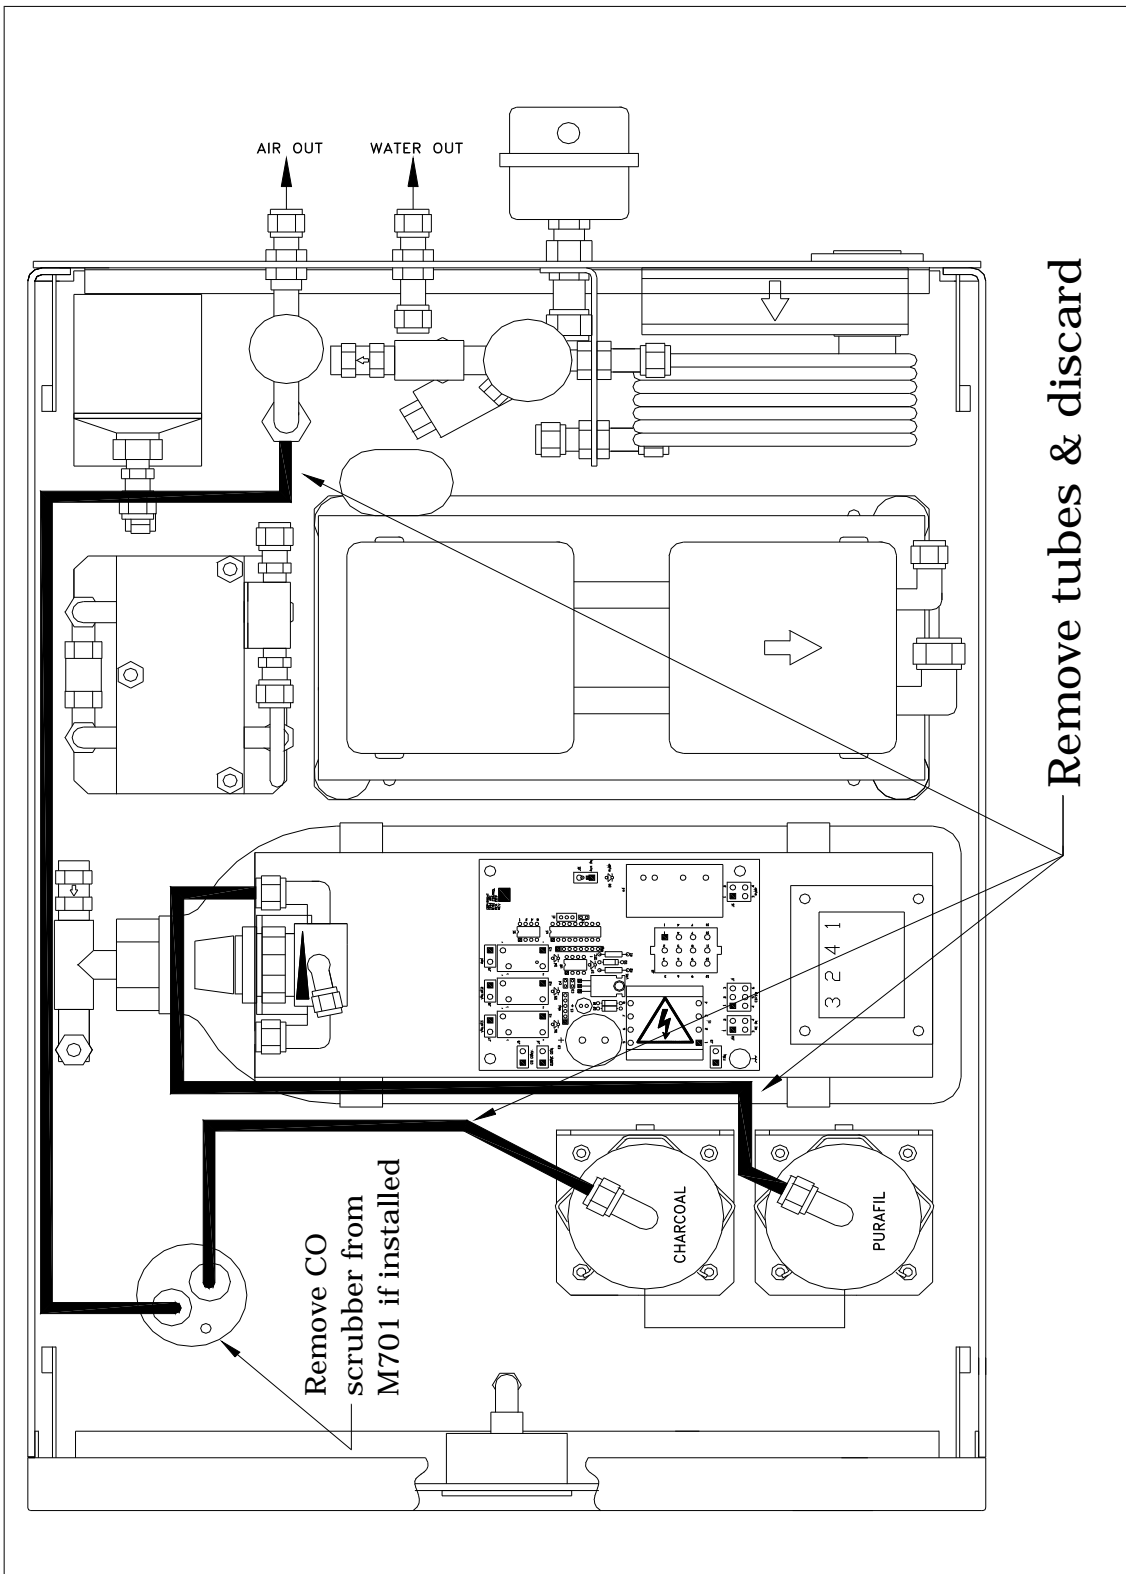 AIR OUT
WATER OUT
Remove tubes & discard
3 2 4 1
CHARCOAL
PURAFIL
Remove CO
scrubber from
M701 if installed